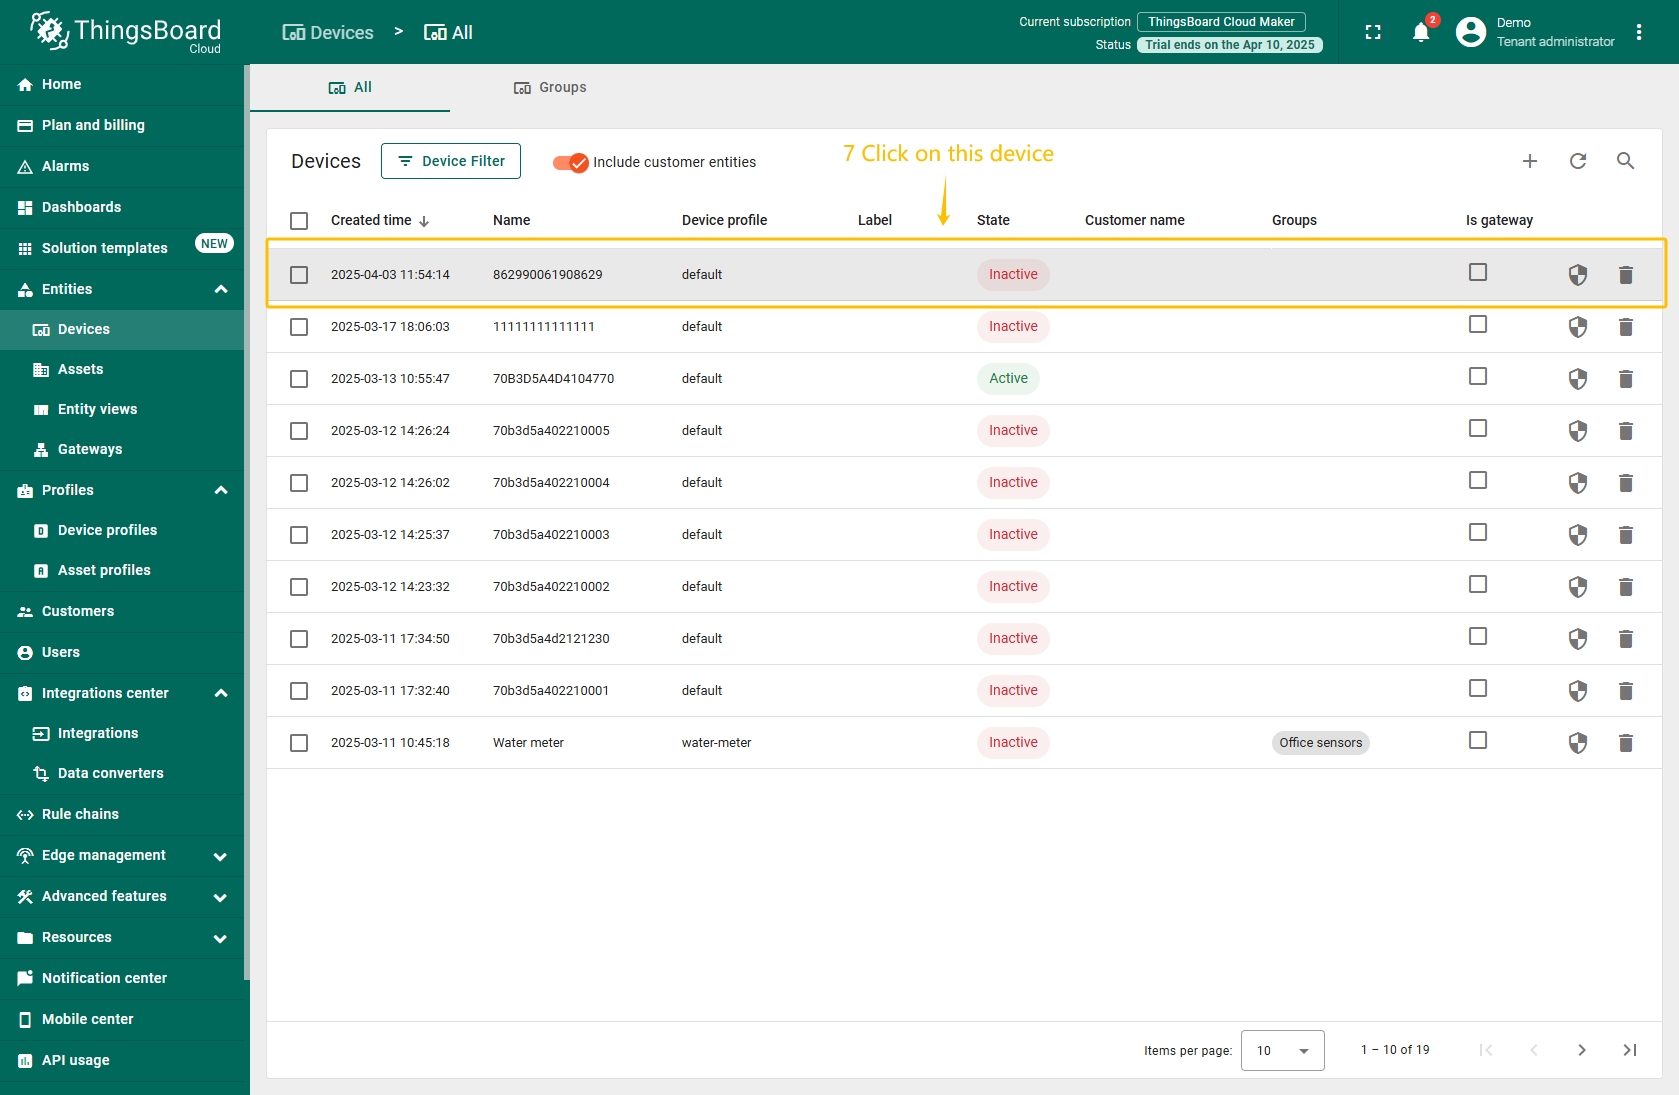 ThingsBoard
Cloud
Devices > All
Current subscription ThingsBoard Cloud Maker
Status Trial ends on the Apr 10, 2025
2
Demo
Tenant administrator
Home
Plan and billing
Alarms
Dashboards
Solution templates NEW
Entities
Devices
Assets
Entity views
Gateways
Profiles
Device profiles
Asset profiles
Customers
Users
Integrations center
Integrations
Data converters
Rule chains
Edge management
Advanced features
Resources
Notification center
Mobile center
API usage
All Groups
Devices Device Filter Include customer entities
7 Click on this device
Created time Name Device profile Label State Customer name Groups Is gateway
2025-04-03 11:54:14 862990061908629 default Inactive
2025-03-17 18:06:03 11111111111111 default Inactive
2025-03-13 10:55:47 70B3D5A4D4104770 default Active
2025-03-12 14:26:24 70b3d5a402210005 default Inactive
2025-03-12 14:26:02 70b3d5a402210004 default Inactive
2025-03-12 14:25:37 70b3d5a402210003 default Inactive
2025-03-12 14:23:32 70b3d5a402210002 default Inactive
2025-03-11 17:34:50 70b3d5a4d2121230 default Inactive
2025-03-11 17:32:40 70b3d5a402210001 default Inactive
2025-03-11 10:45:18 Water meter water-meter Inactive Office sensors
Items per page: 10 1 – 10 of 19